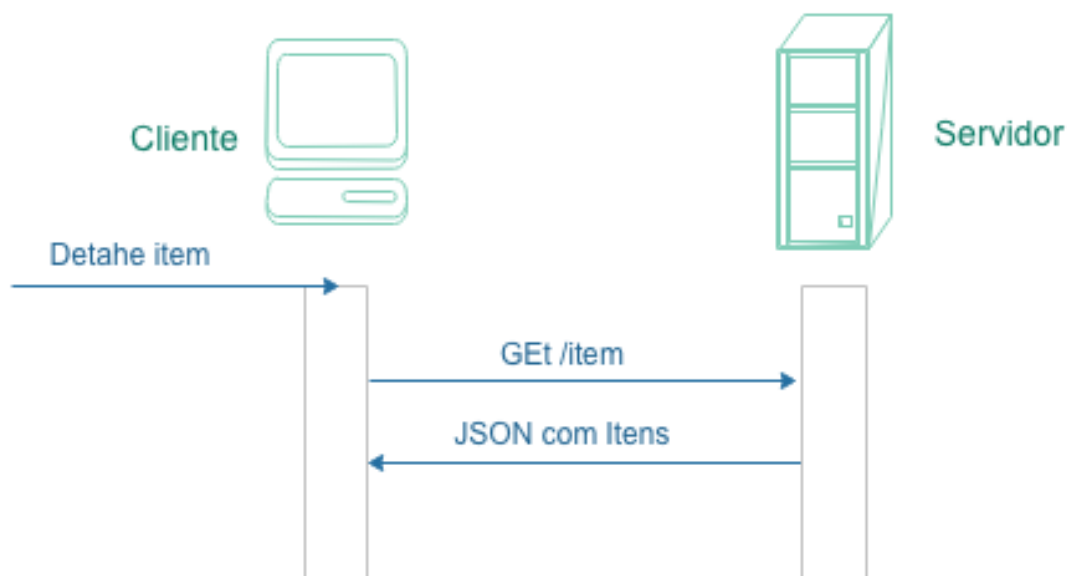 Cliente
Servidor
Detahe item
GEt /item
JSON com Itens